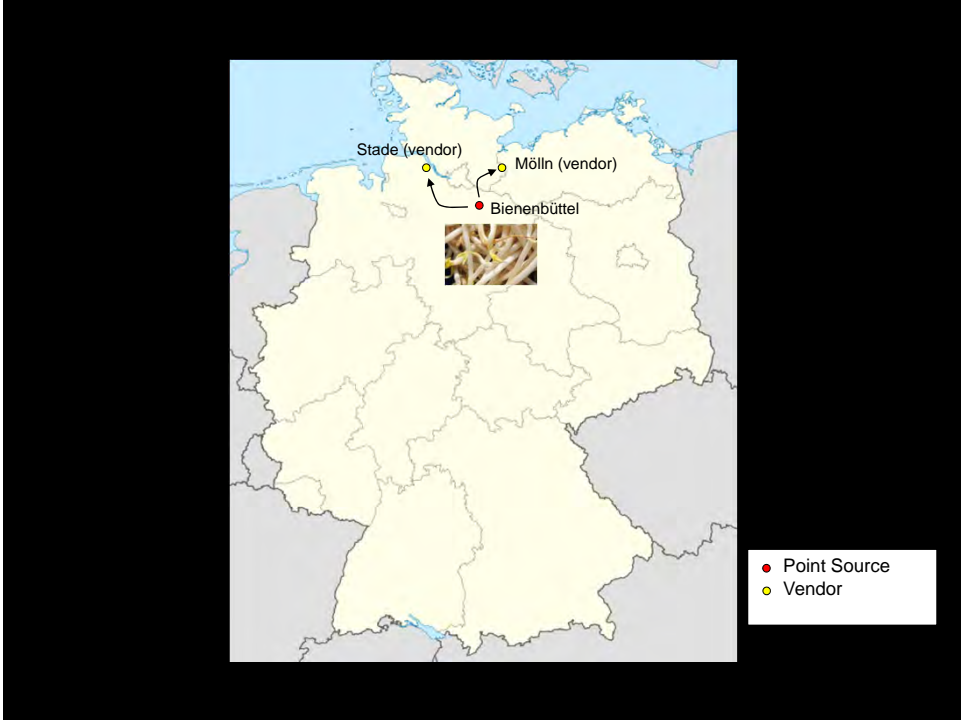 Stade (vendor)
Mölln (vendor)
Bienenbüttel
Point Source
Vendor